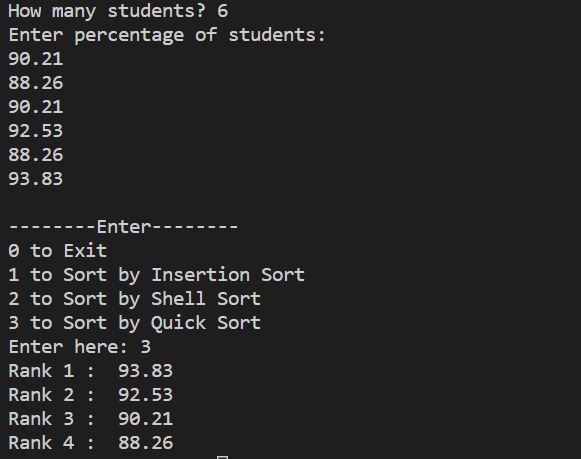 How many students? 6
Enter percentage of students:
90.21
88.26
90.21
92.53
88.26
93.83
--------Enter--------
0 to Exit
1 to Sort by Insertion Sort
2 to Sort by Shell Sort
3 to Sort by Quick Sort
Enter here: 3
Rank 1 :  93.83
Rank 2 :  92.53
Rank 3 :  90.21
Rank 4 :  88.26